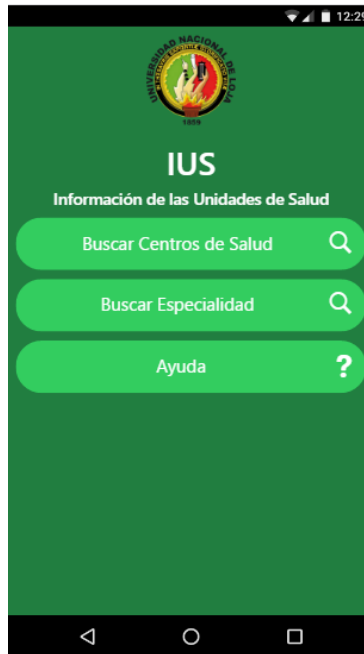 12:29
UNIVERSIDAD NACIONAL DE LOJA
1859
IUS
Información de las Unidades de Salud
Buscar Centros de Salud
Buscar Especialidad
Ayuda ?